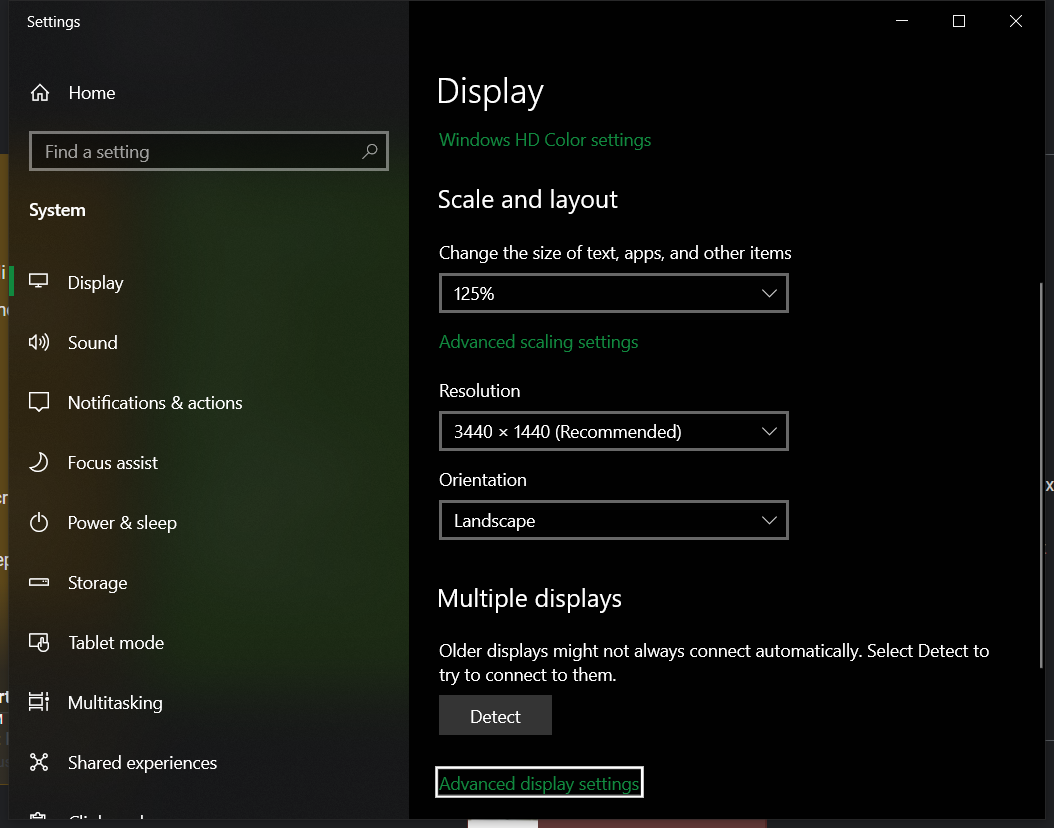 Settings
Home
Find a setting
System
Display
Sound
Notifications & actions
Focus assist
Power & sleep
Storage
Tablet mode
Multitasking
Shared experiences
Display
Windows HD Color settings
Scale and layout
Change the size of text, apps, and other items
125%
Advanced scaling settings
Resolution
3440 × 1440 (Recommended)
Orientation
Landscape
Multiple displays
Older displays might not always connect automatically. Select Detect to
try to connect to them.
Detect
Advanced display settings